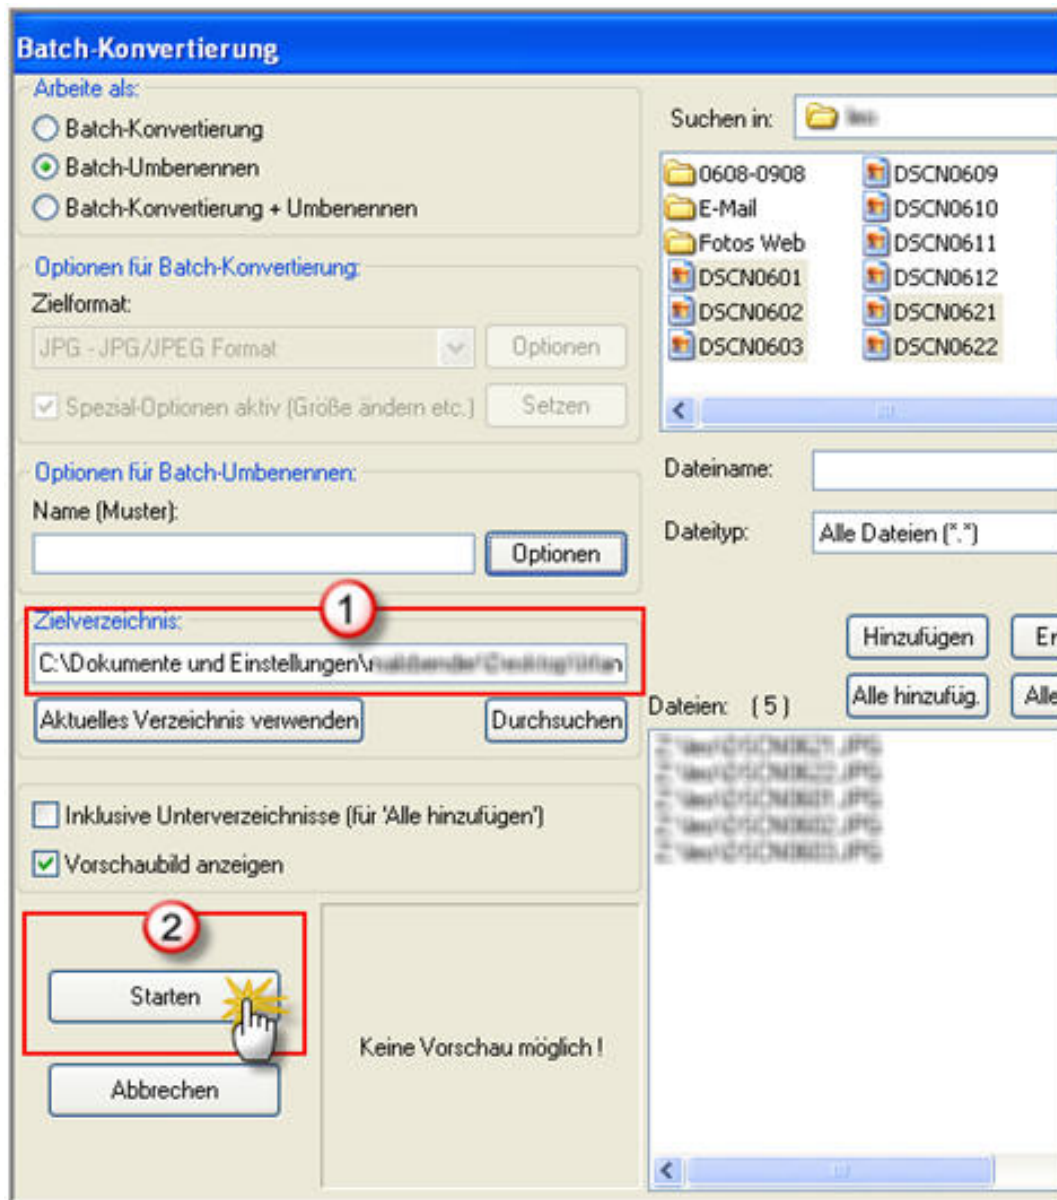 Batch-Konvertierung
Arbeite als:
Batch-Konvertierung
Batch-Umbenennen
Batch-Konvertierung + Umbenennen
Optionen für Batch-Konvertierung:
Zielformat:
JPG - JPG/JPEG Format
Optionen
Spezial-Optionen aktiv (Größe ändern etc.)
Setzen
Optionen für Batch-Umbenennen:
Name (Muster):
Optionen
1
Zielverzeichnis:
C:\Dokumente und Einstellungen\
Aktuelles Verzeichnis verwenden
Durchsuchen
Inklusive Unterverzeichnisse (für 'Alle hinzufügen')
Vorschaubild anzeigen
2
Starten
Abbrechen
Keine Vorschau möglich !
Suchen in:
0608-0908
E-Mail
Fotos Web
DSCN0601
DSCN0602
DSCN0603
DSCN0609
DSCN0610
DSCN0611
DSCN0612
DSCN0621
DSCN0622
Dateiname:
Dateityp:
Alle Dateien (*.*)
Hinzufügen
Er
Alle hinzufüg.
Alle
Dateien: ( 5 )